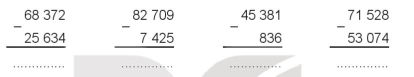 68 372 82 709 45 381 71 528
– – – –
25 634 7 425 836 53 074
.............. .............. .............. ..............